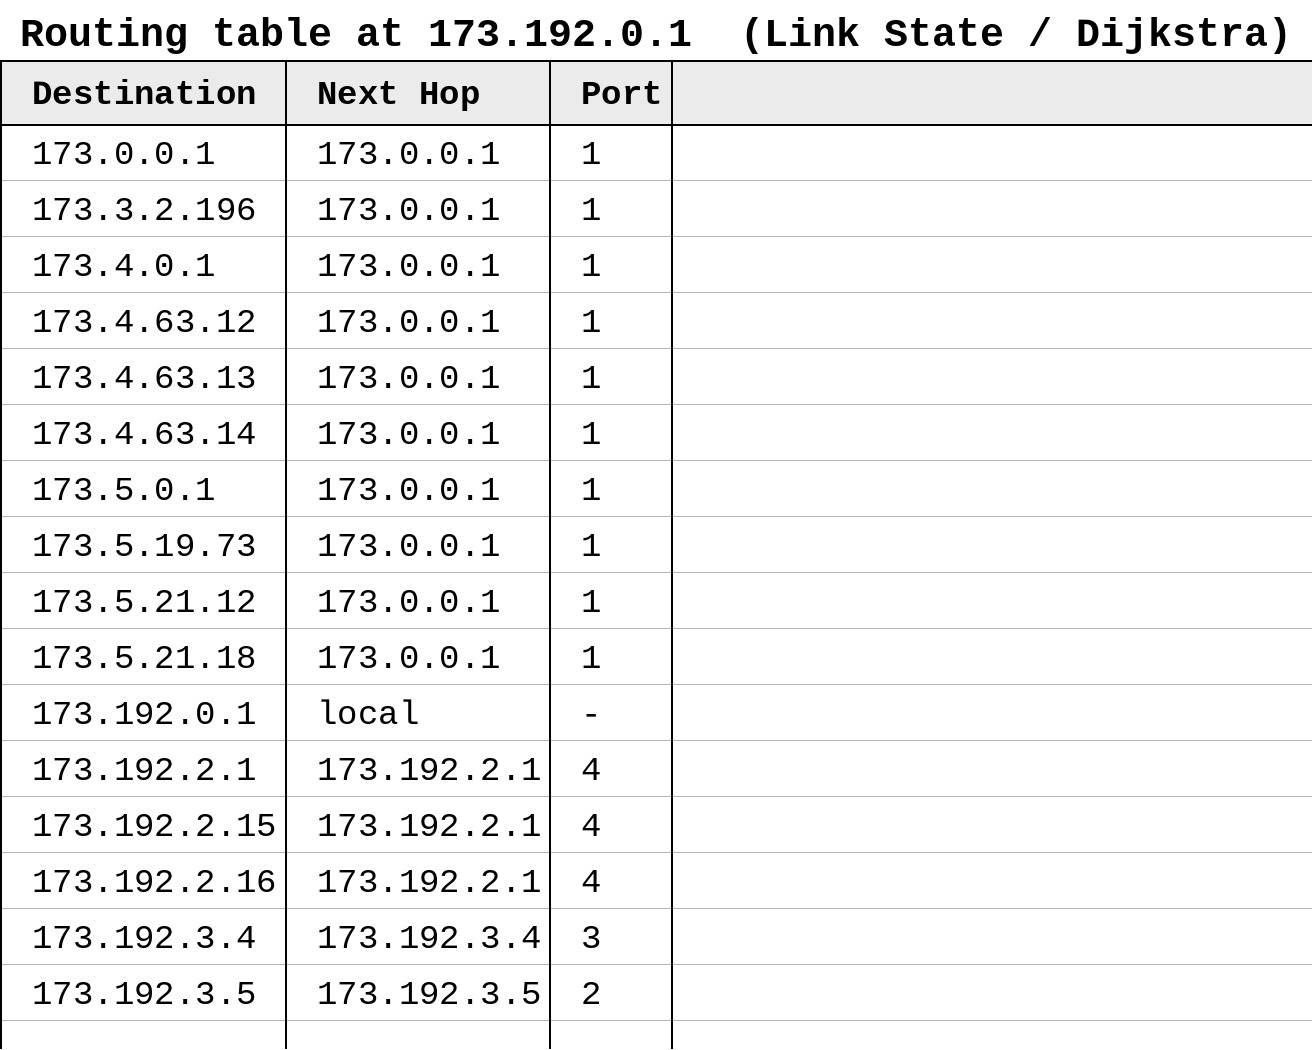 Routing table at 173.192.0.1  (Link State / Dijkstra)
Destination Next Hop Port
173.0.0.1 173.0.0.1 1
173.3.2.196 173.0.0.1 1
173.4.0.1 173.0.0.1 1
173.4.63.12 173.0.0.1 1
173.4.63.13 173.0.0.1 1
173.4.63.14 173.0.0.1 1
173.5.0.1 173.0.0.1 1
173.5.19.73 173.0.0.1 1
173.5.21.12 173.0.0.1 1
173.5.21.18 173.0.0.1 1
173.192.0.1 local -
173.192.2.1 173.192.2.1 4
173.192.2.15 173.192.2.1 4
173.192.2.16 173.192.2.1 4
173.192.3.4 173.192.3.4 3
173.192.3.5 173.192.3.5 2